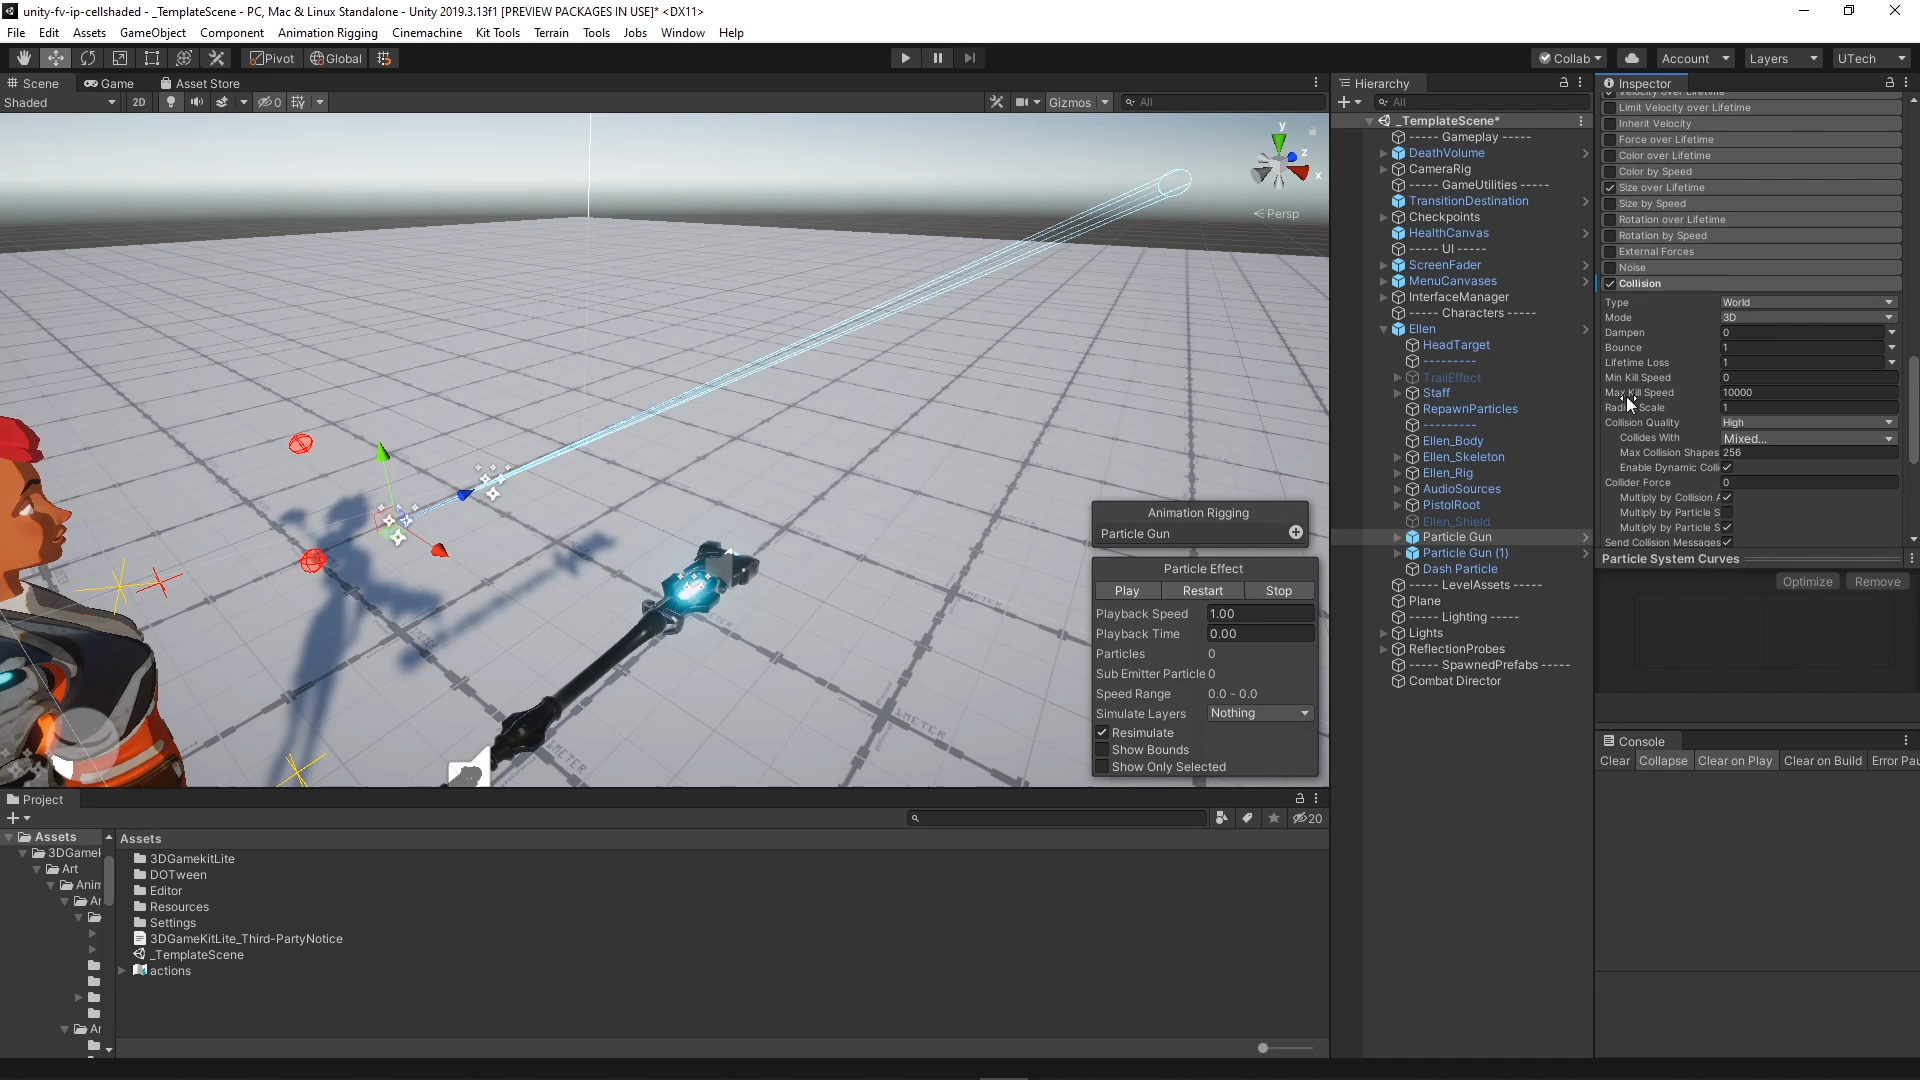 unity-fv-ip-cellshaded - _TemplateScene - PC, Mac & Linux Standalone - Unity 2019.3.13f1 [PREVIEW PACKAGES IN USE]* <DX11>
File Edit Assets GameObject Component Animation Rigging Cinemachine Kit Tools Terrain Tools Jobs Window Help
Pivot Global Collab Account Layers UTech
Scene Game Asset Store
Shaded 2D 0 Gizmos All
y
z
x
Persp
Animation Rigging
Particle Gun
Particle Effect
Play Restart Stop
Playback Speed 1.00
Playback Time 0.00
Particles 0
Sub Emitter Particle 0
Speed Range 0.0 - 0.0
Simulate Layers Nothing
Resimulate
Show Bounds
Show Only Selected
Hierarchy
All
_TemplateScene*
----- Gameplay -----
DeathVolume
CameraRig
----- GameUtilities -----
TransitionDestination
Checkpoints
HealthCanvas
----- UI -----
ScreenFader
MenuCanvases
InterfaceManager
----- Characters -----
Ellen
HeadTarget
---------
TrailEffect
Staff
RepawnParticles
---------
Ellen_Body
Ellen_Skeleton
Ellen_Rig
AudioSources
PistolRoot
Ellen_Shield
Particle Gun
Particle Gun (1)
Dash Particle
----- LevelAssets -----
Plane
----- Lighting -----
Lights
ReflectionProbes
----- SpawnedPrefabs -----
Combat Director
Inspector
Velocity over Lifetime
Limit Velocity over Lifetime
Inherit Velocity
Force over Lifetime
Color over Lifetime
Color by Speed
Size over Lifetime
Size by Speed
Rotation over Lifetime
Rotation by Speed
External Forces
Noise
Collision
Type World
Mode 3D
Dampen 0
Bounce 1
Lifetime Loss 1
Min Kill Speed 0
Max Kill Speed 10000
Scale 1
Collision Quality High
Collides With Mixed...
Max Collision Shapes 256
Enable Dynamic Colli
Collider Force 0
Multiply by Collision A
Multiply by Particle S
Multiply by Particle S
Send Collision Messages
Particle System Curves
Optimize Remove
Console
Clear Collapse Clear on Play Clear on Build Error Pau
Project
20
Assets
3DGamek
Art
Anim
Ar
Ar
Assets
3DGamekitLite
DOTween
Editor
Resources
Settings
3DGameKitLite_Third-PartyNotice
_TemplateScene
actions